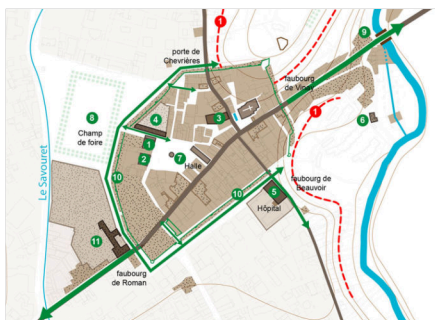 1
porte de
Chevrières
9
faubourg
de Vinay
8
Champ
de foire
4
3
1
6
1
2
7
Halle
Le Savouret
10
10
5
faubourg de
Beauvoir
Hôpital
11
faubourg
de Roman